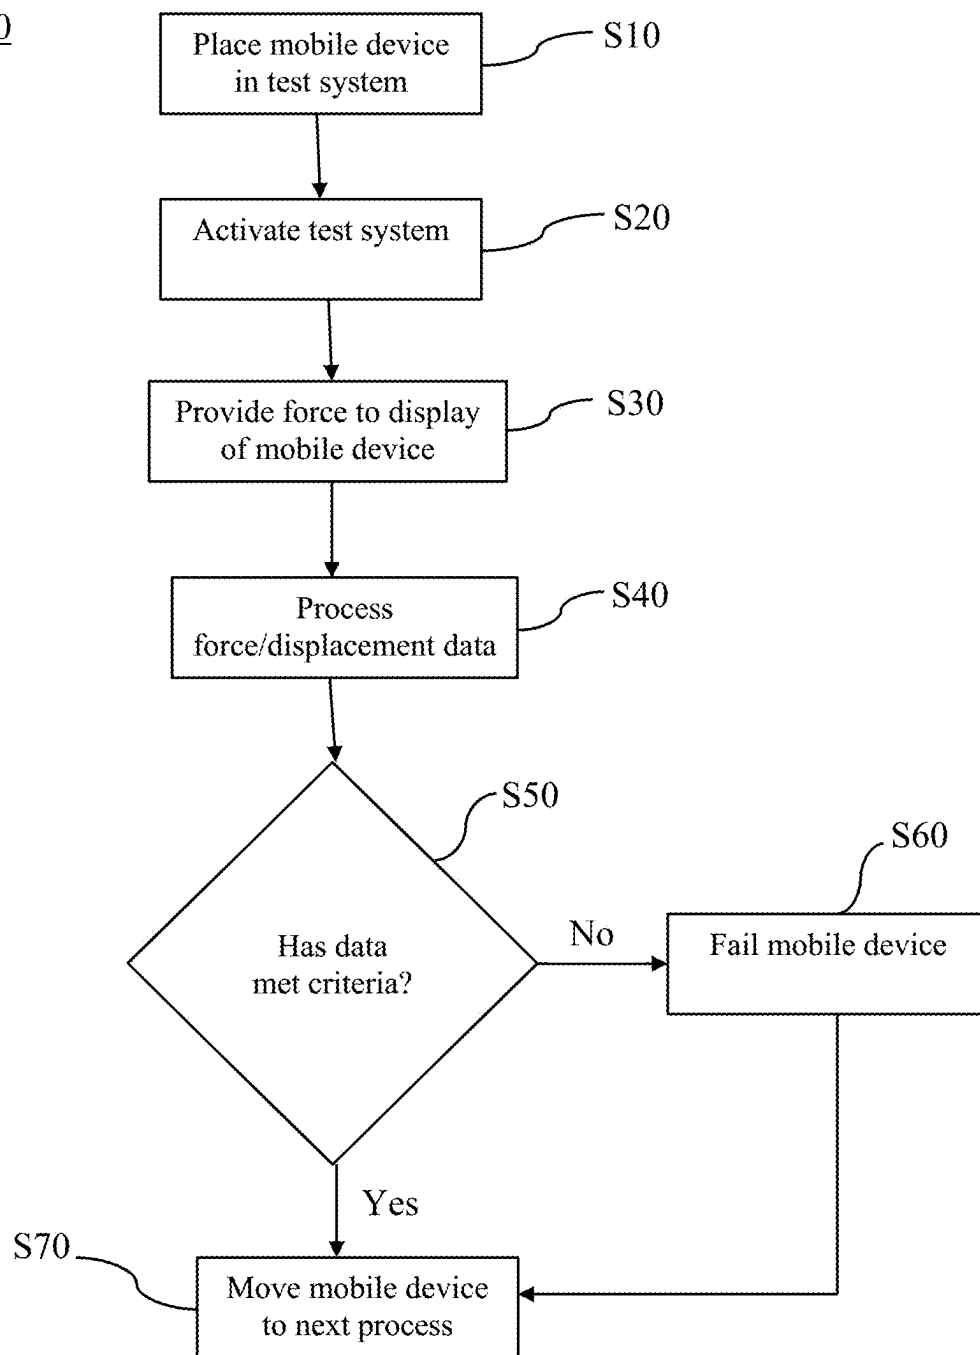 0
Place mobile device
in test system
S10
Activate test system
S20
Provide force to display
of mobile device
S30
Process
force/displacement data
S40
S50
Has data
met criteria?
No
S60
Fail mobile device
Yes
S70
Move mobile device
to next process